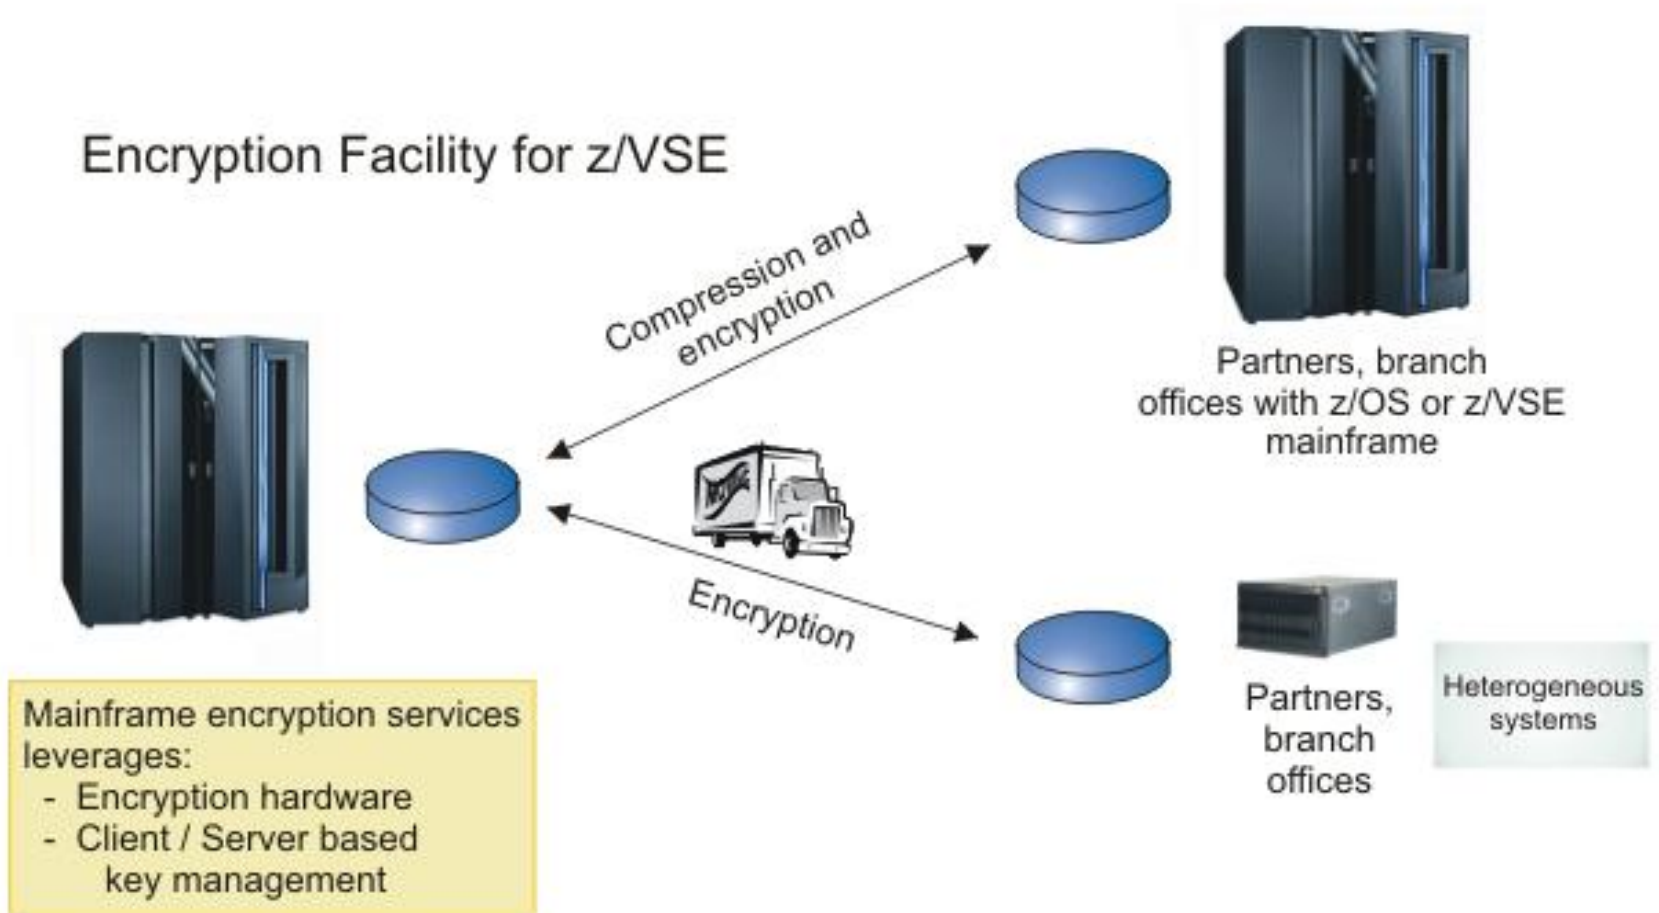 Encryption Facility for z/VSE
Compression and
encryption
Partners, branch
offices with z/OS or z/VSE
mainframe
Encryption
Partners,
branch
offices
Heterogeneous
systems
Mainframe encryption services
leverages:
- Encryption hardware
- Client / Server based
key management